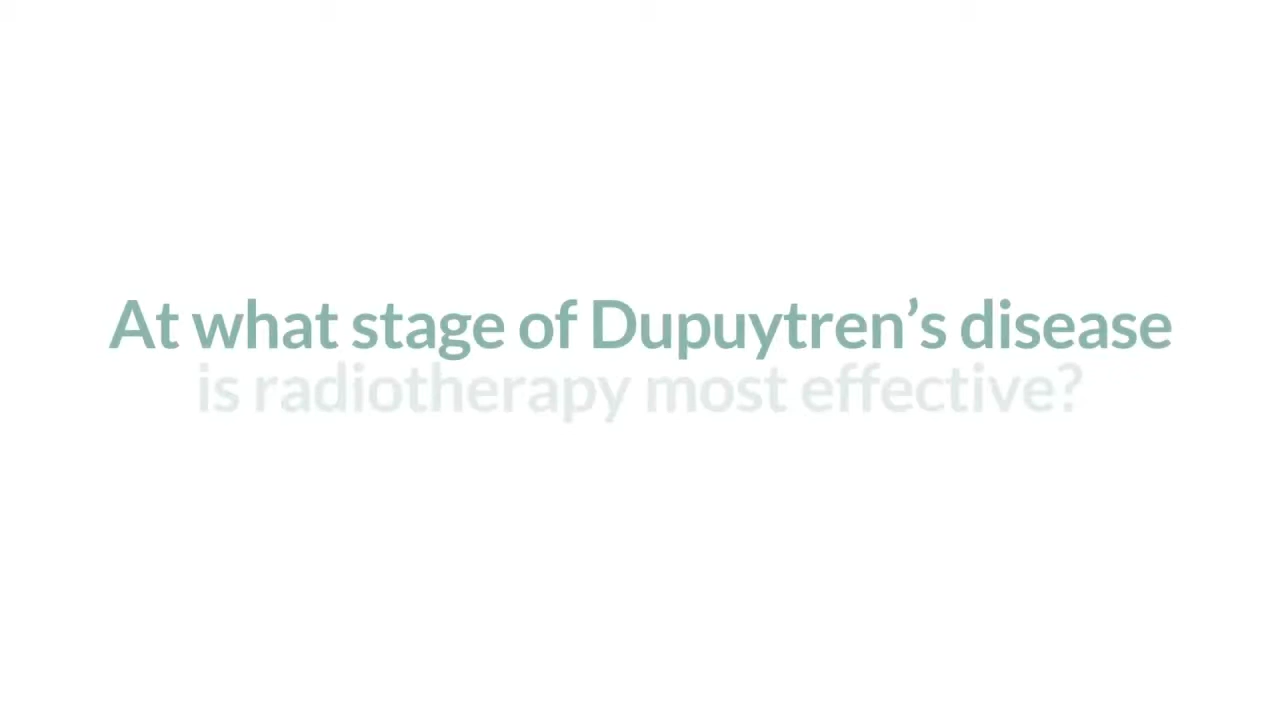 At what stage of Dupuytren’s disease
is radiotherapy most effective?